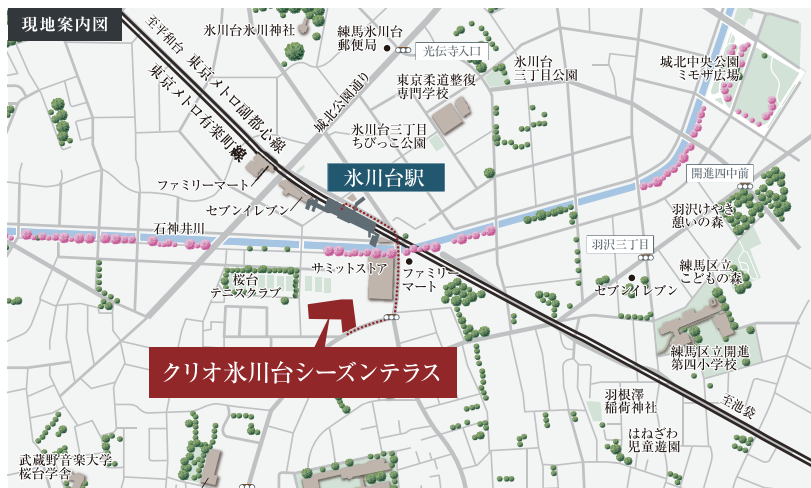 現地案内図
至平和台
東京メトロ副都心線
東京メトロ有楽町線
氷川台氷川神社
練馬氷川台
郵便局
光伝寺入口
城北公園通り
東京柔道整復
専門学校
氷川台
三丁目公園
城北中央公園
ミモザ広場
氷川台三丁目
ちびっこ公園
ファミリーマート
氷川台駅
開進四中前
セブンイレブン
石神井川
羽沢けやき
憩いの森
羽沢三丁目
サミットストア
ファミリー
マート
桜台
テニスクラブ
セブンイレブン
練馬区立
こどもの森
クリオ氷川台シーズンテラス
練馬区立開進
第四小学校
羽根澤
稲荷神社
至池袋
はねざわ
児童遊園
武蔵野音楽大学
桜台学舎